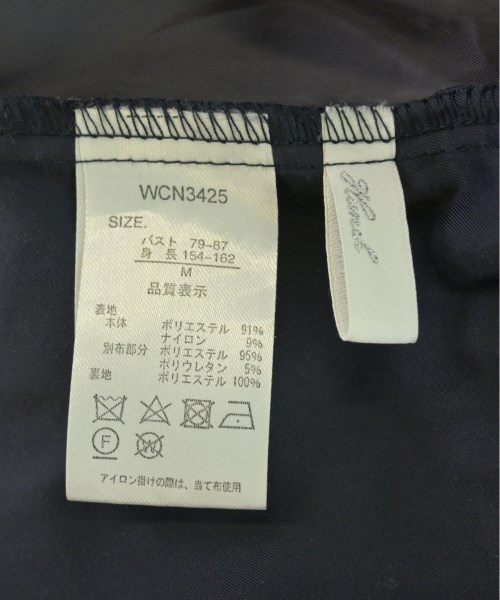 WCN3425
SIZE.
バスト 79~87
身 長 154~162
M
品質表示
表地
本体 ポリエステル 91%
ナイロン 9%
別布部分 ポリエステル 95%
ポリウレタン 5%
裏地 ポリエステル 100%
F W
アイロン掛けの際は、当て布使用